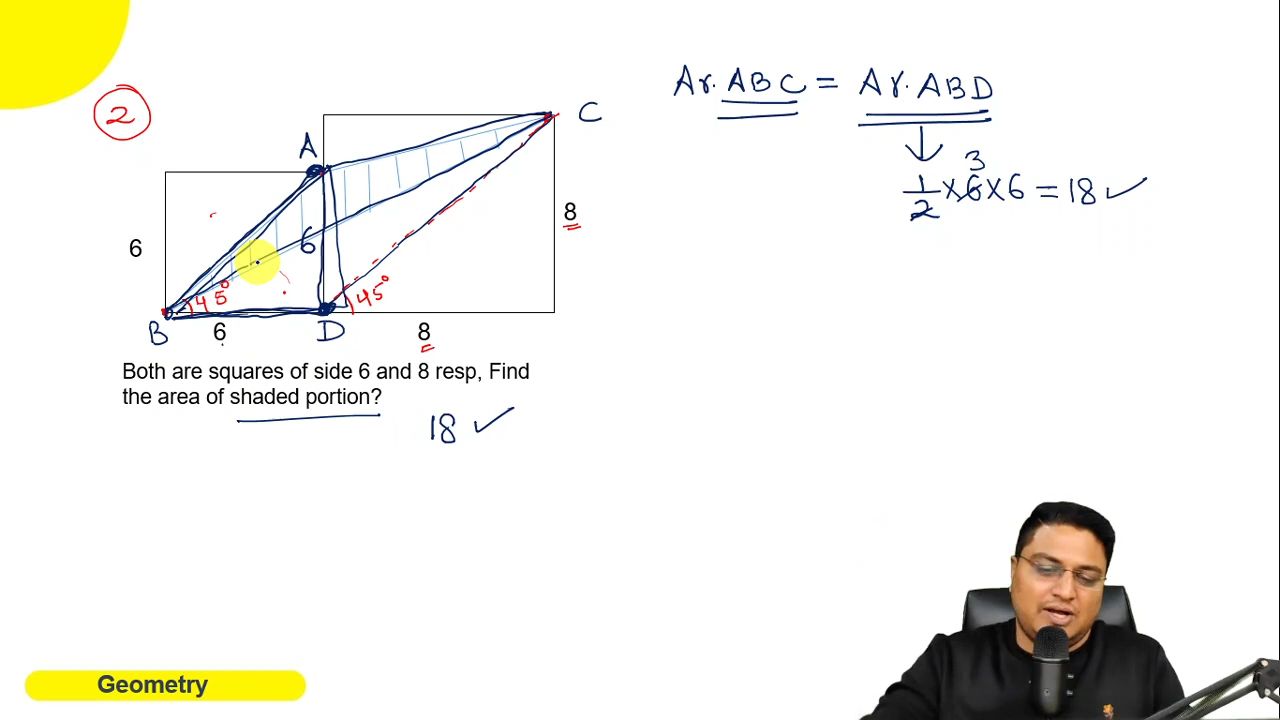 2
Ar. ABC = Ar. ABD
A
C
3
1/2 × 6 × 6 = 18 ✓
6
6
8
45°
45°
B
6
D
8
Both are squares of side 6 and 8 resp, Find
the area of shaded portion?
18 ✓
Geometry